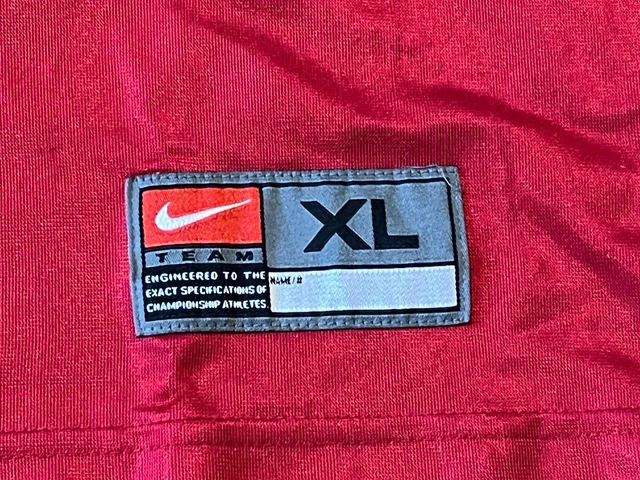 XL
TEAM
ENGINEERED TO THE
EXACT SPECIFICATIONS OF
CHAMPIONSHIP ATHLETES.
NAME/#